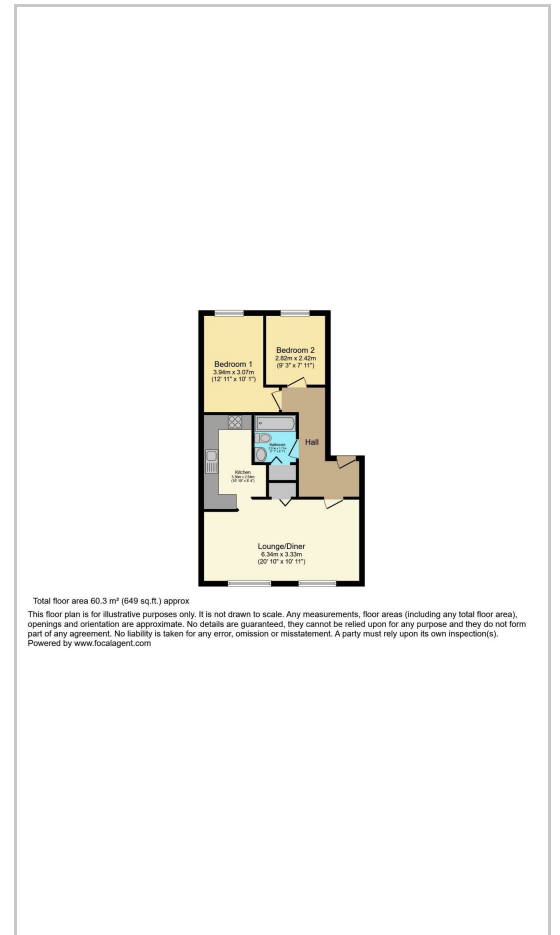 Bedroom 1
3.94m x 3.07m
(12' 11" x 10' 1")
Bedroom 2
2.82m x 2.42m
(9' 3" x 7' 11")
Hall
Bathroom
Kitchen
Lounge/Diner
6.34m x 3.33m
(20' 10" x 10' 11")
Total floor area 60.3 m² (649 sq.ft.) approx
This floor plan is for illustrative purposes only. It is not drawn to scale. Any measurements, floor areas (including any total floor area),
openings and orientation are approximate. No details are guaranteed, they cannot be relied upon for any purpose and they do not form
part of any agreement. No liability is taken for any error, omission or misstatement. A party must rely upon its own inspection(s).
Powered by www.focalagent.com